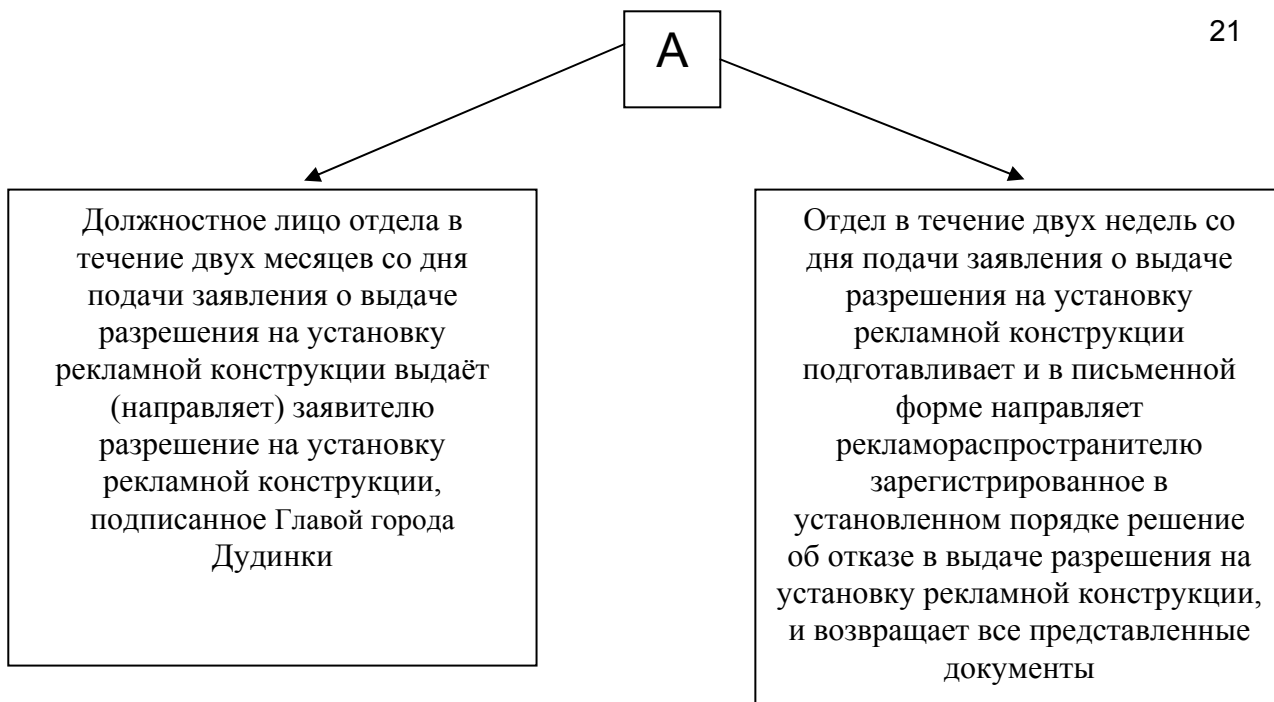 21
А
Должностное лицо отдела в
течение двух месяцев со дня
подачи заявления о выдаче
разрешения на установку
рекламной конструкции выдаёт
(направляет) заявителю
разрешение на установку
рекламной конструкции,
подписанное Главой города
Дудинки
Отдел в течение двух недель со
дня подачи заявления о выдаче
разрешения на установку
рекламной конструкции
подготавливает и в письменной
форме направляет
рекламораспространителю
зарегистрированное в
установленном порядке решение
об отказе в выдаче разрешения на
установку рекламной конструкции,
и возвращает все представленные
документы